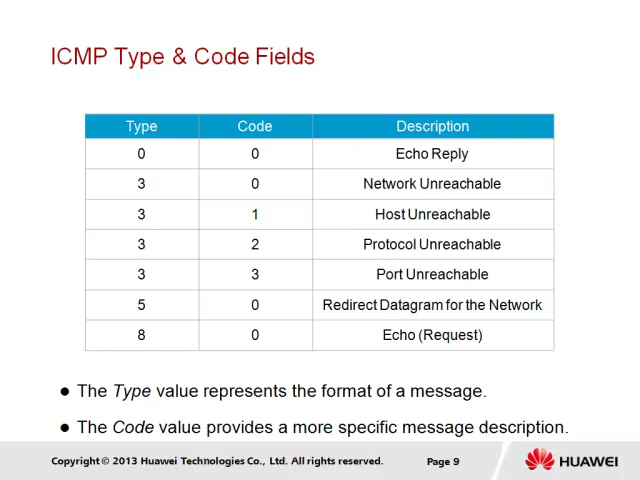 ICMP Type & Code Fields
Type Code Description
0 0 Echo Reply
3 0 Network Unreachable
3 1 Host Unreachable
3 2 Protocol Unreachable
3 3 Port Unreachable
5 0 Redirect Datagram for the Network
8 0 Echo (Request)
● The Type value represents the format of a message.
● The Code value provides a more specific message description.
Copyright © 2013 Huawei Technologies Co., Ltd. All rights reserved. Page 9 HUAWEI